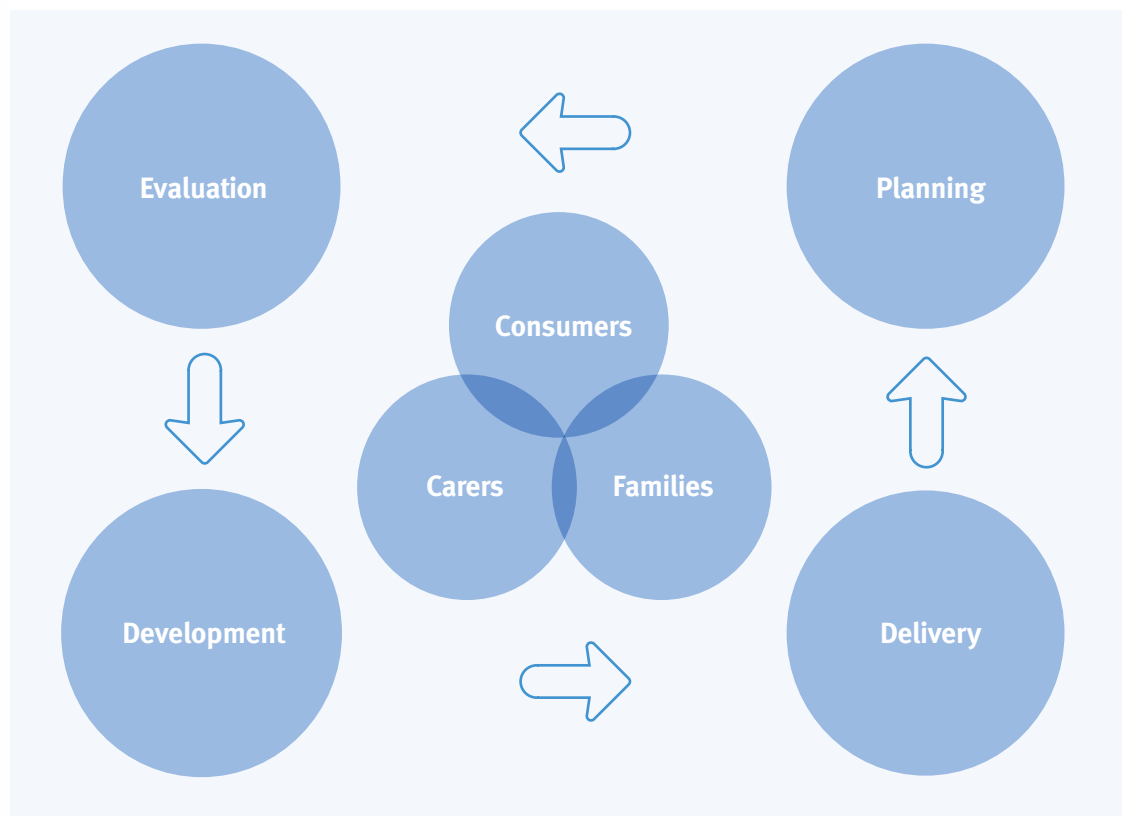 Evaluation
Planning
Consumers
Carers
Families
Development
Delivery